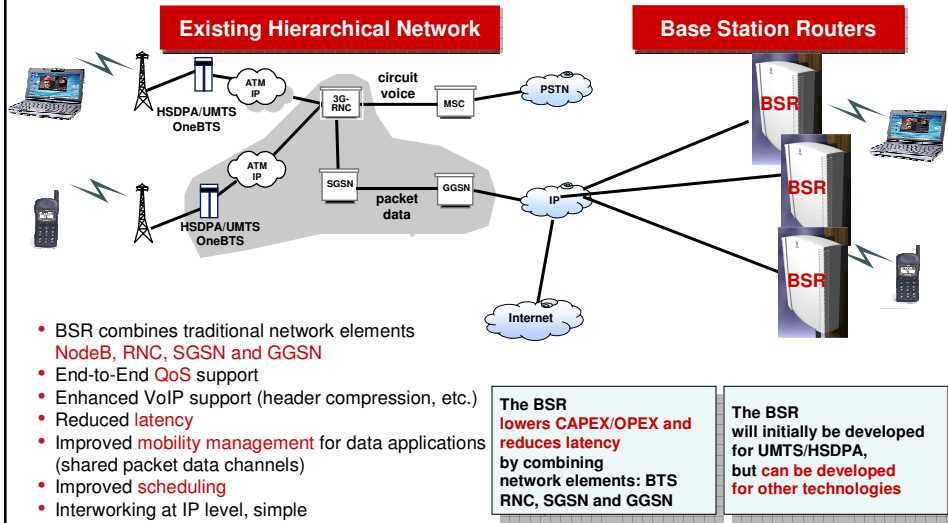 Existing Hierarchical Network
Base Station Routers
ATM
IP
HSDPA/UMTS
OneBTS
3G-
RNC
circuit
voice
MSC
PSTN
BSR
ATM
IP
HSDPA/UMTS
OneBTS
SGSN
packet
data
GGSN
IP
BSR
BSR
Internet
• BSR combines traditional network elements
NodeB, RNC, SGSN and GGSN
• End-to-End QoS support
• Enhanced VoIP support (header compression, etc.)
• Reduced latency
• Improved mobility management for data applications
(shared packet data channels)
• Improved scheduling
• Interworking at IP level, simple
The BSR
lowers CAPEX/OPEX and
reduces latency
by combining
network elements: BTS
RNC, SGSN and GGSN
The BSR
will initially be developed
for UMTS/HSDPA,
but can be developed
for other technologies